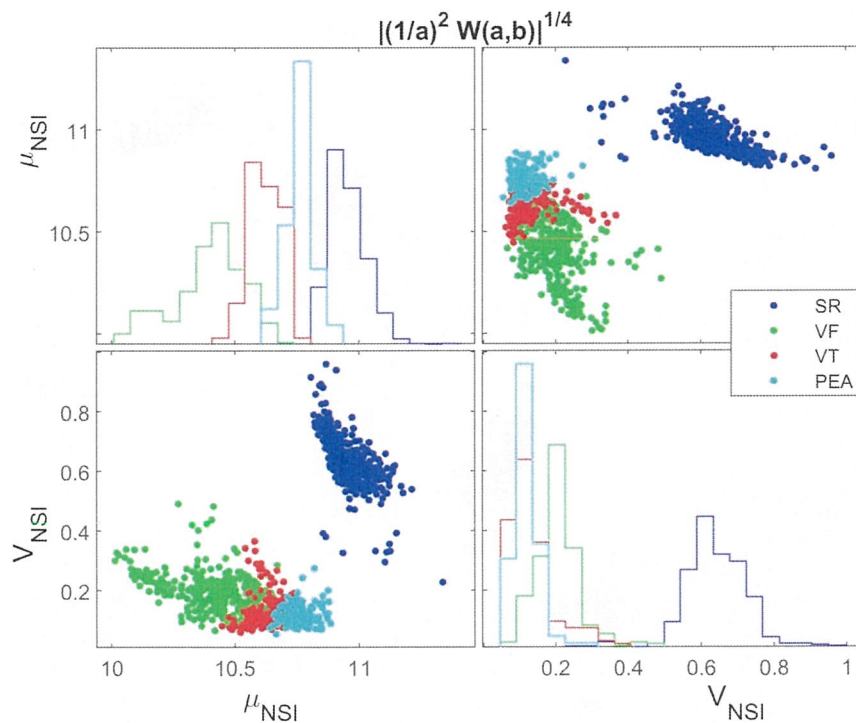 |(1/a)² W(a,b)|^1/4
μNSI
11
10.5
SR
VF
VT
PEA
VNSI
0.8
0.6
0.4
0.2
10 10.5 11
μNSI
0.2 0.4 0.6 0.8 1
VNSI